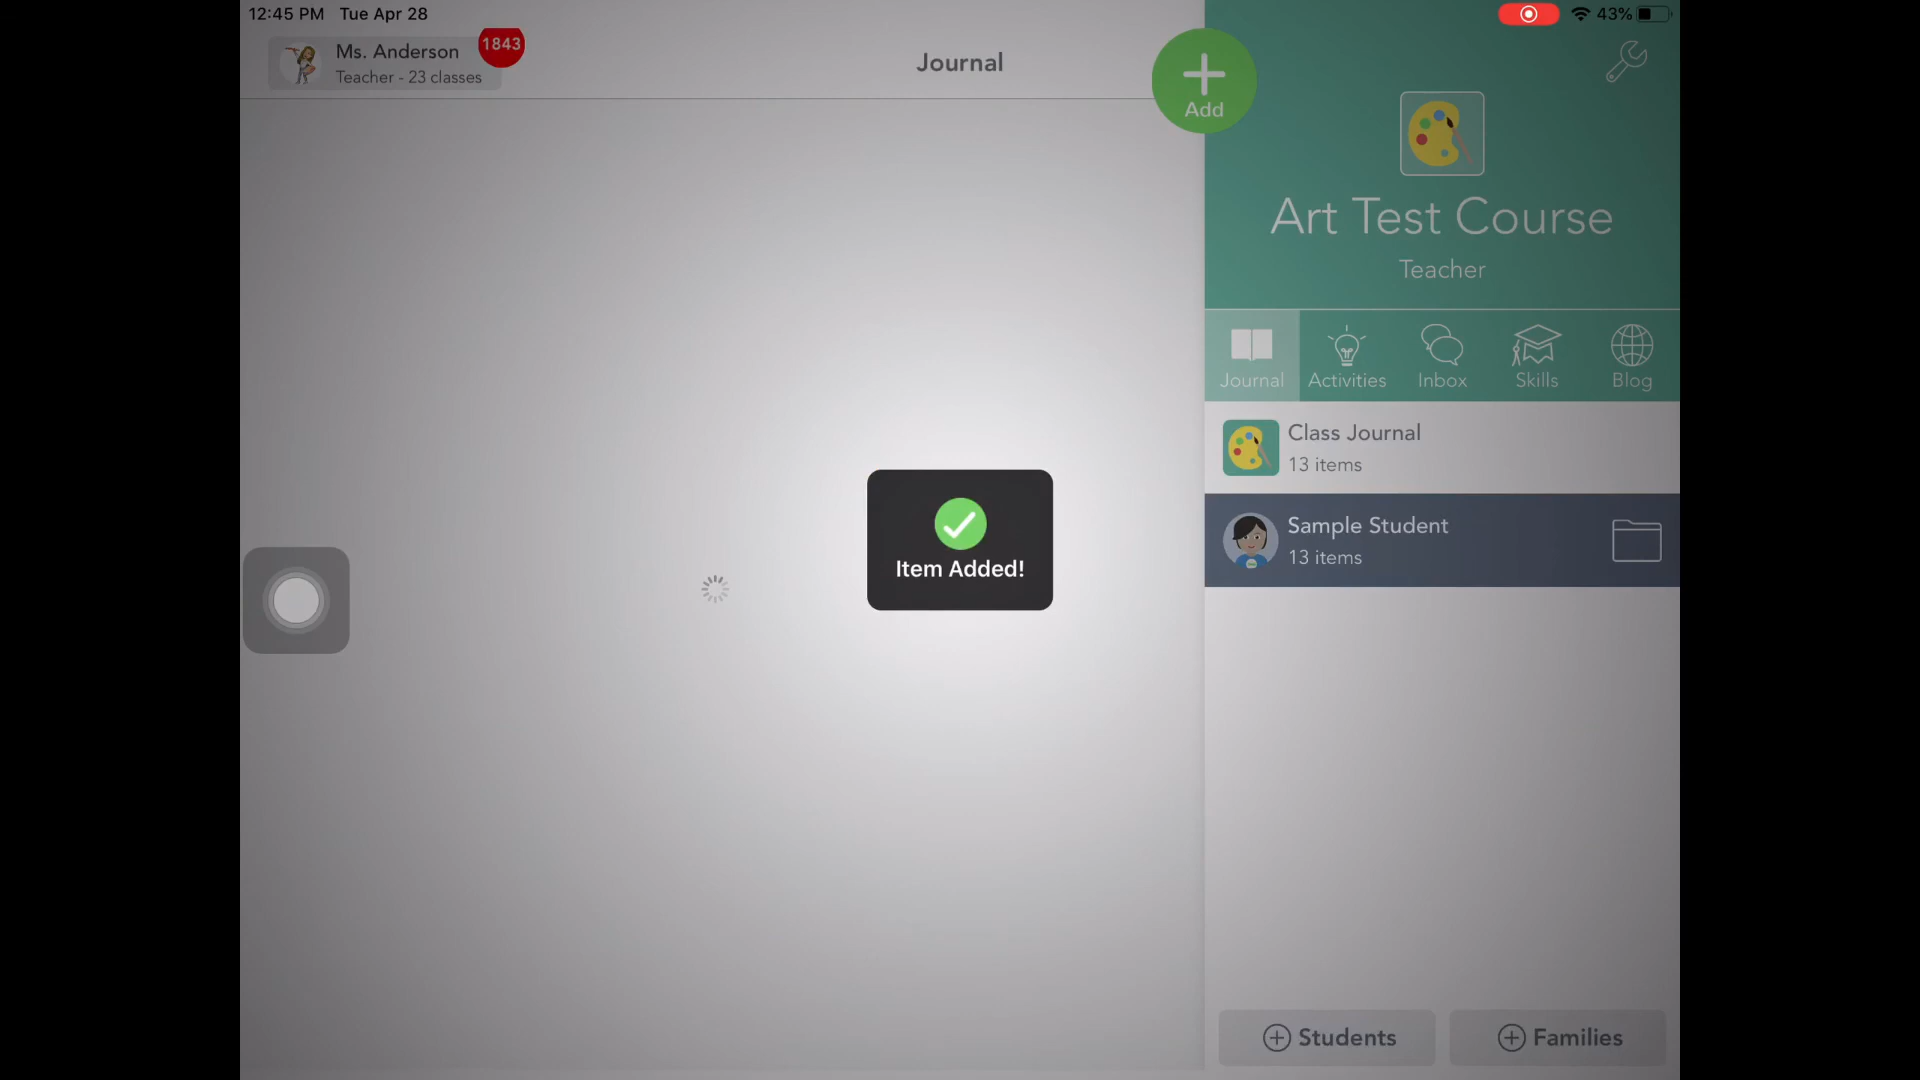 12:45 PM Tue Apr 28
43%
Ms. Anderson
1843
Teacher - 23 classes
Journal
Add
Art Test Course
Teacher
Journal
Activities
Inbox
Skills
Blog
Class Journal
13 items
Sample Student
13 items
Item Added!
Students
Families